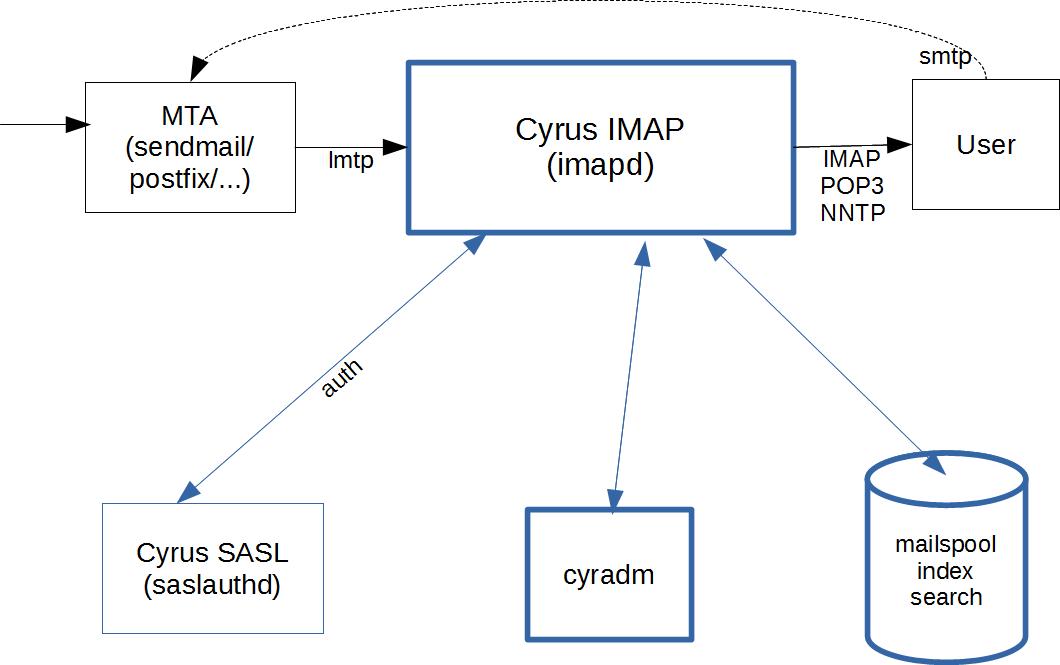 smtp
MTA
(sendmail/
postfix/...)
lmtp
Cyrus IMAP
(imapd)
IMAP
POP3
NNTP
User
auth
Cyrus SASL
(saslauthd)
cyradm
mailspool
index
search